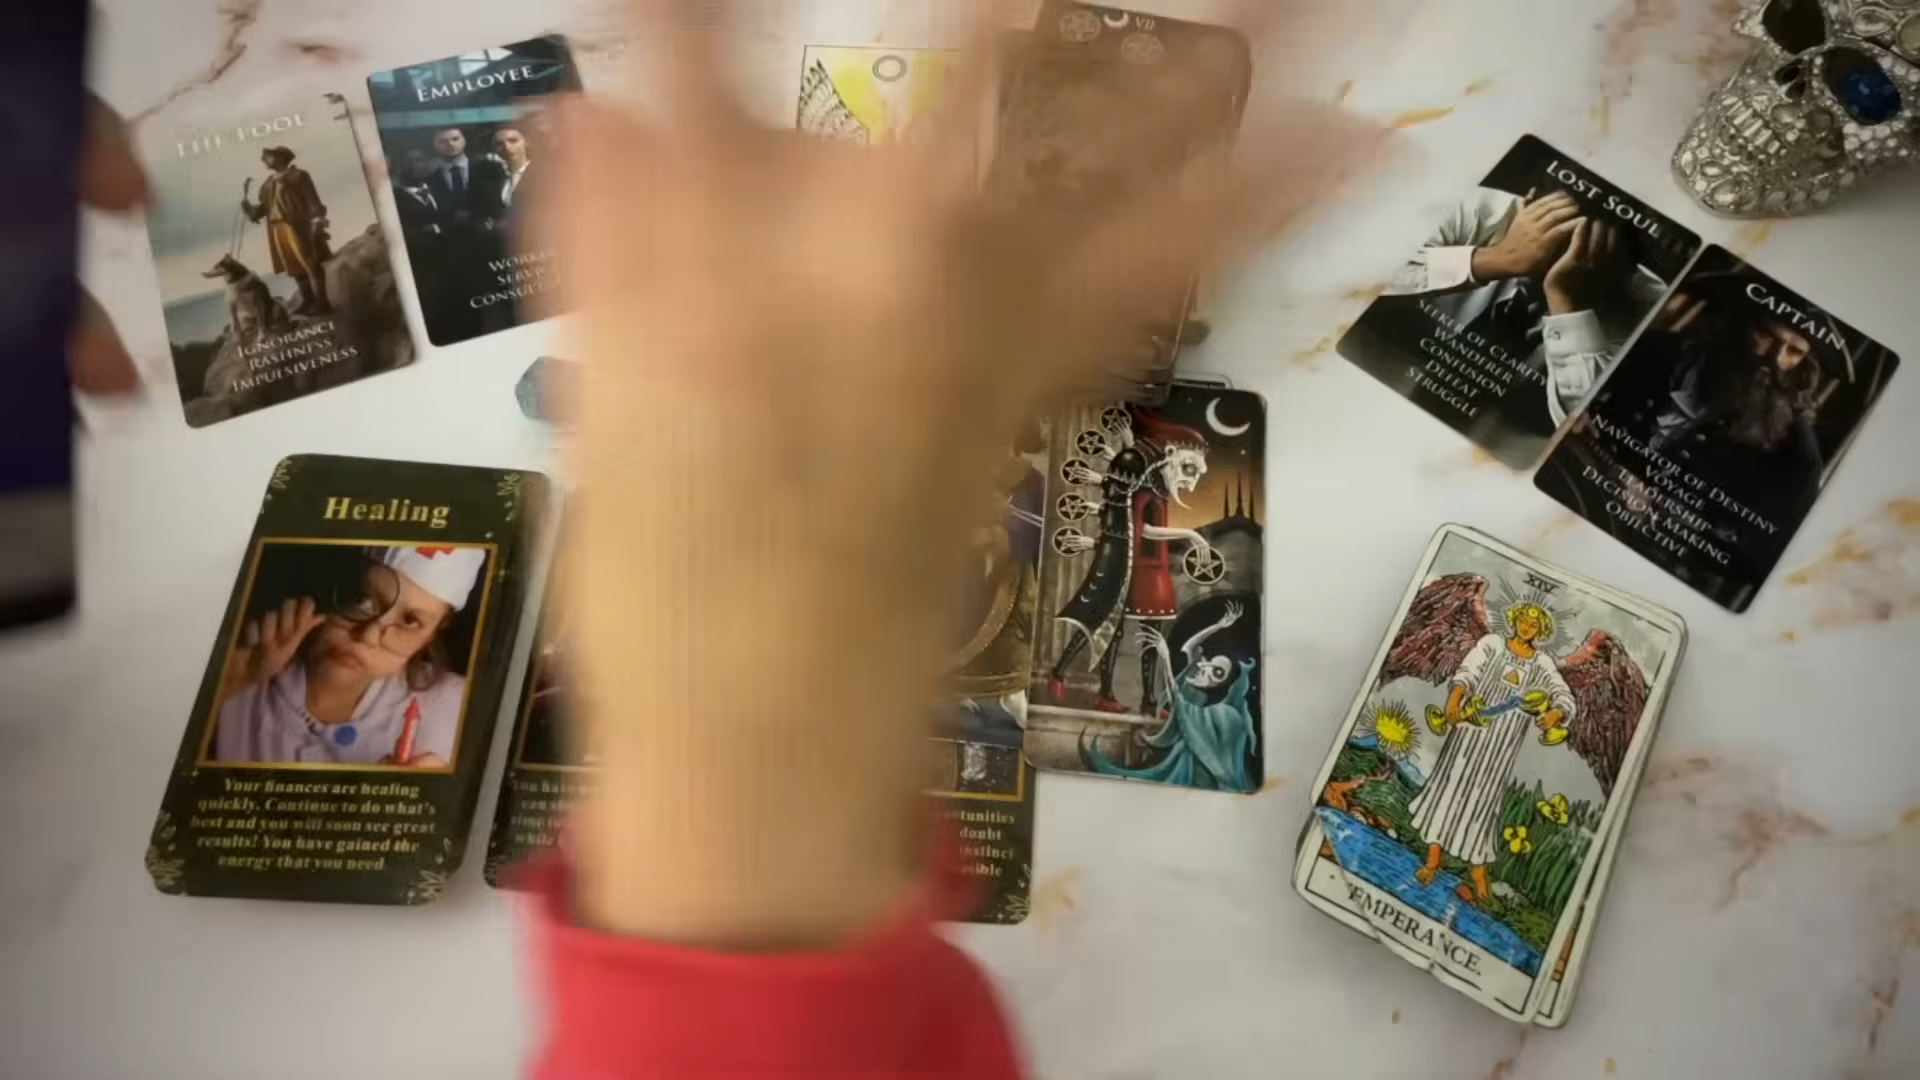 THE FOOL
IGNORANCE
RASHNESS
IMPULSIVENESS
EMPLOYEE
VII
LOST SOUL
SEEKER OF CLARITY
WANDERER
CONFUSION
DEFEAT
STRUGGLE
CAPTAIN
NAVIGATOR OF DESTINY
VOYAGE
LEADERSHIP
DECISION MAKING
OBJECTIVE
Healing
Your finances are healing
quickly. Continue to do what's
best and you will soon see great
results! You have gained the
energy that you need
doubt
XIV
TEMPERANCE.